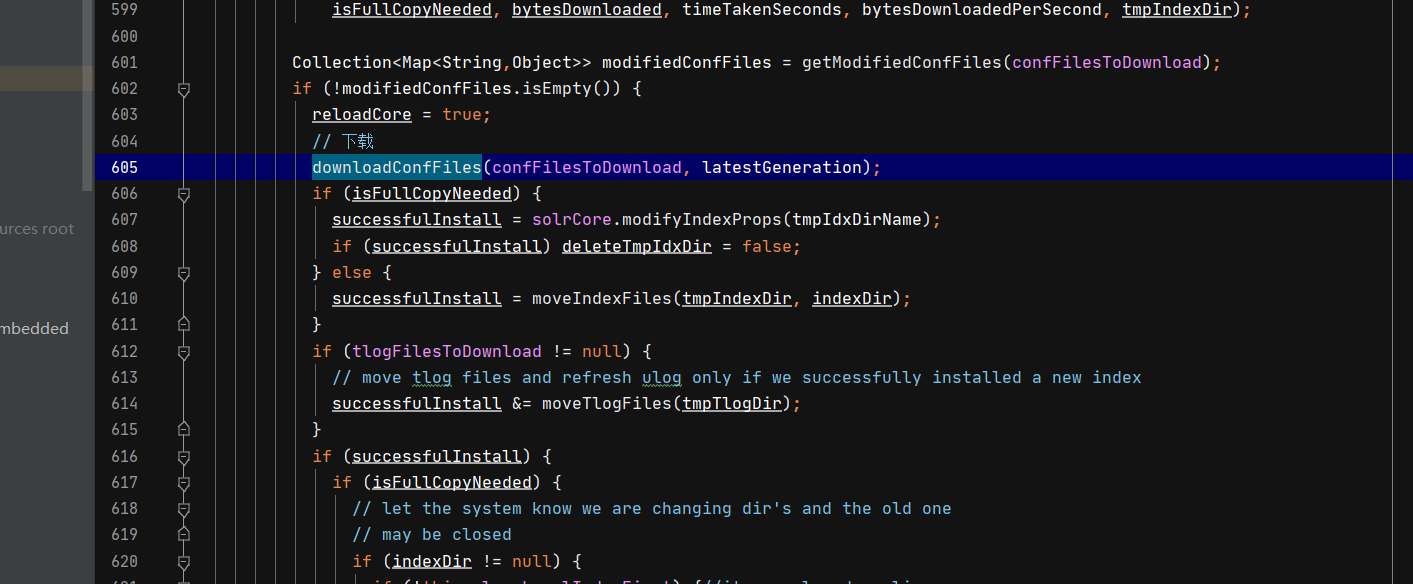 599 isFullCopyNeeded, bytesDownloaded, timeTakenSeconds, bytesDownloadedPerSecond, tmpIndexDir);
600
601 Collection<Map<String,Object>> modifiedConfFiles = getModifiedConfFiles(confFilesToDownload);
602 if (!modifiedConfFiles.isEmpty()) {
603 reloadCore = true;
604 // 下载
605 downloadConfFiles(confFilesToDownload, latestGeneration);
606 if (isFullCopyNeeded) {
607 successfulInstall = solrCore.modifyIndexProps(tmpIdxDirName);
urces root
608 if (successfulInstall) deleteTmpIdxDir = false;
609 } else {
610 successfulInstall = moveIndexFiles(tmpIndexDir, indexDir);
mbedded
611 }
612 if (tlogFilesToDownload != null) {
613 // move tlog files and refresh ulog only if we successfully installed a new index
614 successfulInstall &= moveTlogFiles(tmpTlogDir);
615 }
616 if (successfulInstall) {
617 if (isFullCopyNeeded) {
618 // let the system know we are changing dir's and the old one
619 // may be closed
620 if (indexDir != null) {